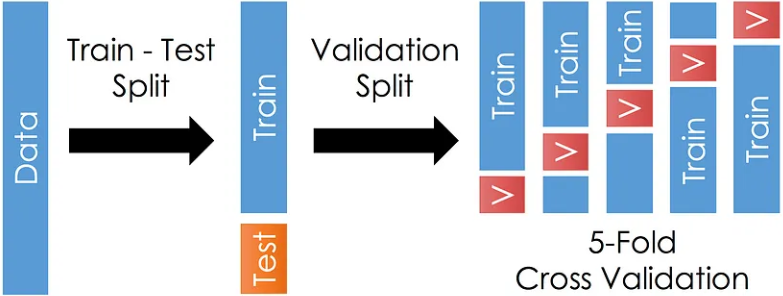 Data
Train - Test
Split
Train
Test
Validation
Split
Train
V
Train
V
Train
V
V
Train
V
Train
5-Fold
Cross Validation